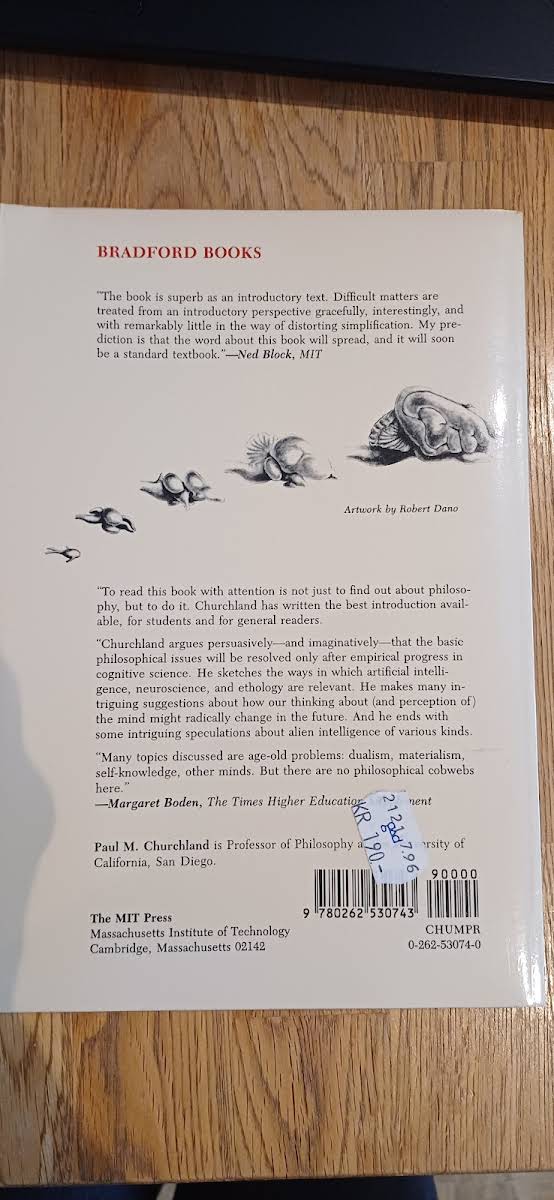 BRADFORD BOOKS
"The book is superb as an introductory text. Difficult matters are
treated from an introductory perspective gracefully, interestingly, and
with remarkably little in the way of distorting simplification. My pre-
diction is that the word about this book will spread, and it will soon
be a standard textbook."—Ned Block, MIT
Artwork by Robert Dano
"To read this book with attention is not just to find out about philoso-
phy, but to do it. Churchland has written the best introduction avail-
able, for students and for general readers.
"Churchland argues persuasively—and imaginatively—that the basic
philosophical issues will be resolved only after empirical progress in
cognitive science. He sketches the ways in which artificial intelli-
gence, neuroscience, and ethology are relevant. He makes many in-
triguing suggestions about how our thinking about (and perception of)
the mind might radically change in the future. And he ends with
some intriguing speculations about alien intelligence of various kinds.
"Many topics discussed are age-old problems: dualism, materialism,
self-knowledge, other minds. But there are no philosophical cobwebs
here."
—Margaret Boden, The Times Higher Education
KR 190-
Paul M. Churchland is Professor of Philosophy
California, San Diego.
90000
9 780262 530743
The MIT Press
Massachusetts Institute of Technology
Cambridge, Massachusetts 02142
CHUMPR
0-262-53074-0